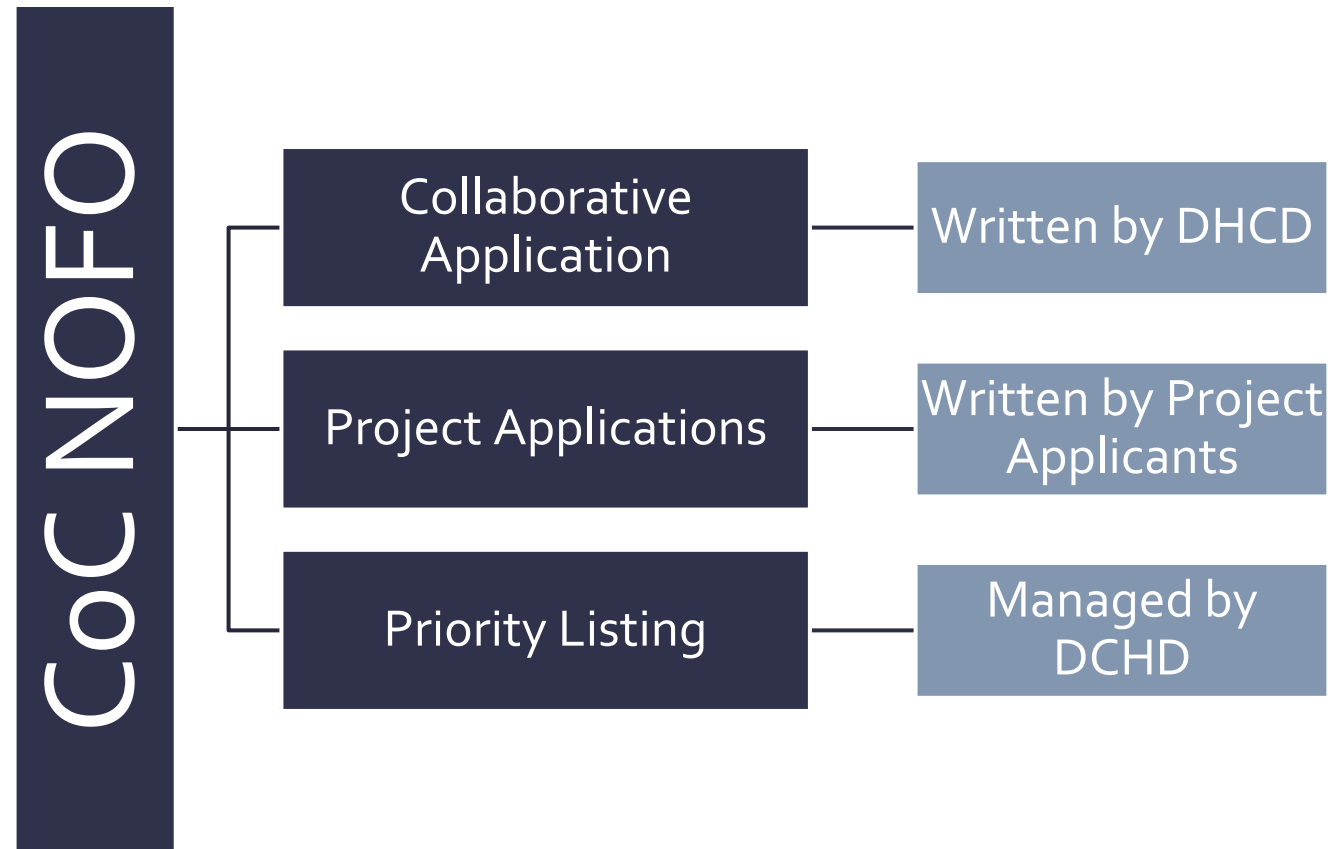 CoC NOFO
Collaborative
Application
Written by DHCD
Project Applications
Written by Project
Applicants
Priority Listing
Managed by
DCHD